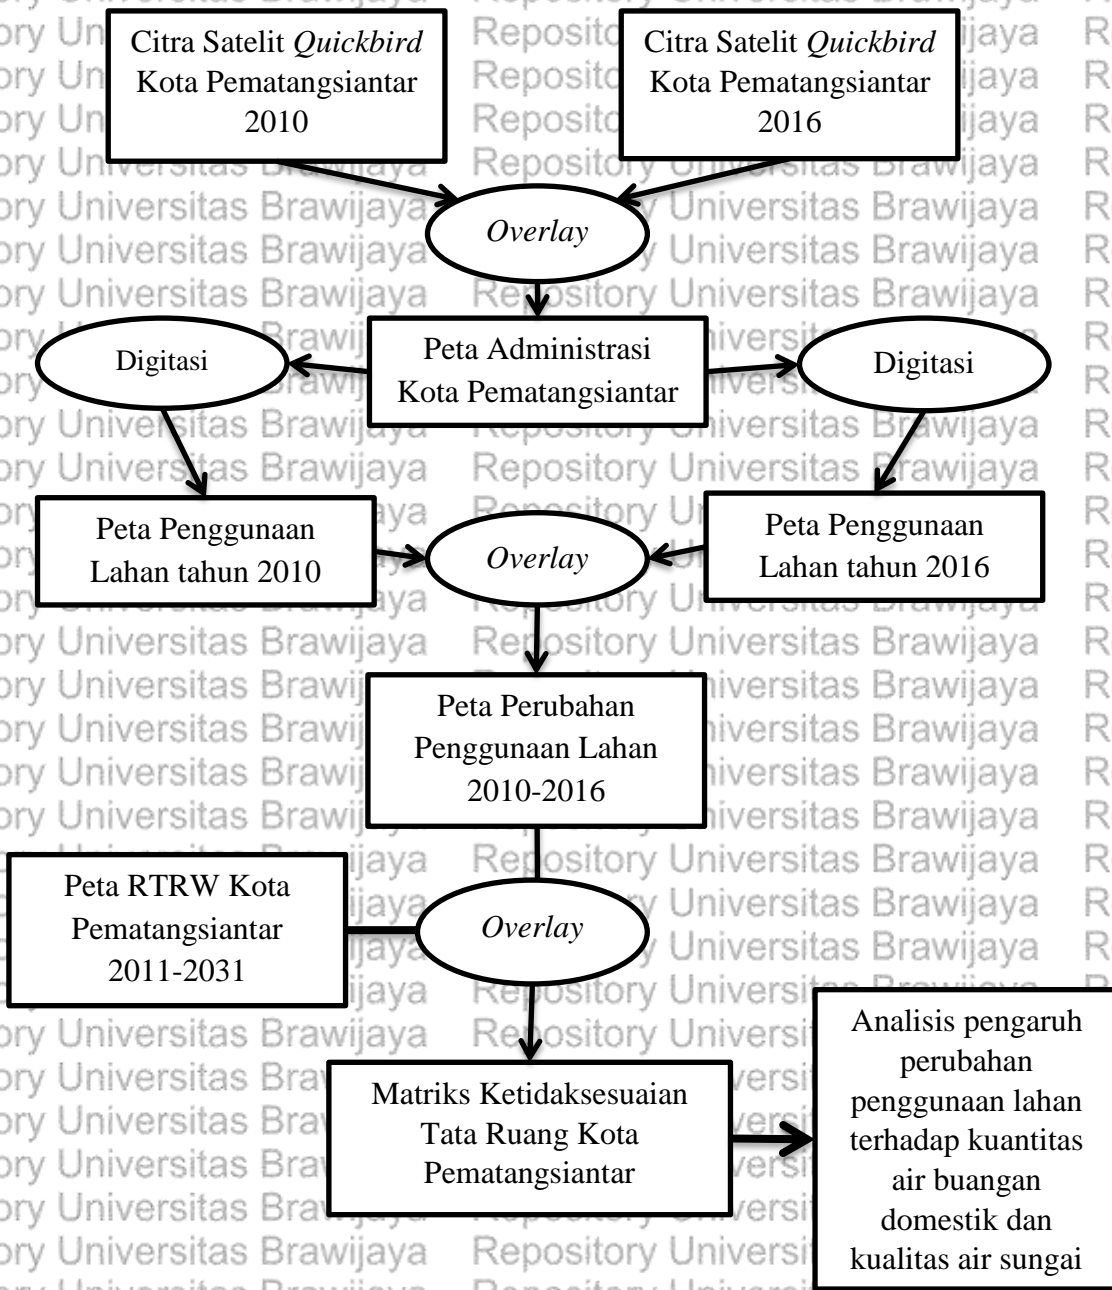 Citra Satelit Quickbird
Kota Pematangsiantar
2010
Citra Satelit Quickbird
Kota Pematangsiantar
2016
Overlay
Peta Administrasi
Kota Pematangsiantar
Digitasi
Digitasi
Peta Penggunaan
Lahan tahun 2010
Overlay
Peta Penggunaan
Lahan tahun 2016
Peta Perubahan
Penggunaan Lahan
2010-2016
Peta RTRW Kota
Pematangsiantar
2011-2031
Overlay
Matriks Ketidaksesuaian
Tata Ruang Kota
Pematangsiantar
Analisis pengaruh
perubahan
penggunaan lahan
terhadap kuantitas
air buangan
domestik dan
kualitas air sungai
Repository Universitas Brawijaya